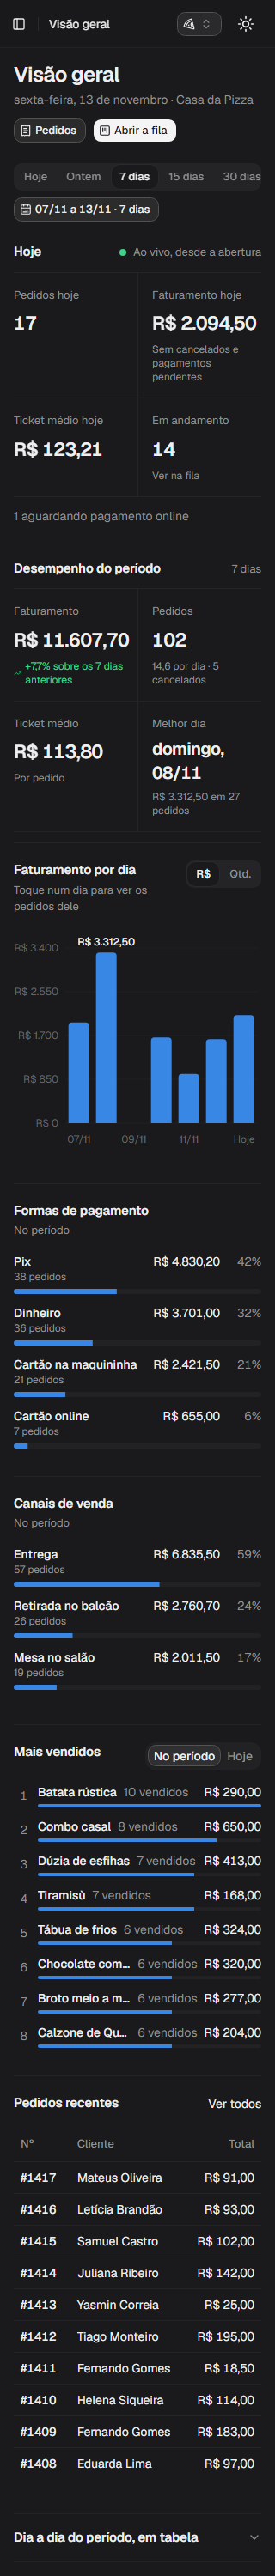 Visão geral
Visão geral
sexta-feira, 13 de novembro · Casa da Pizza
Pedidos
Abrir a fila
Hoje Ontem 7 dias 15 dias 30 dias
07/11 a 13/11 · 7 dias
Hoje
Ao vivo, desde a abertura
Pedidos hoje
17
Faturamento hoje
R$ 2.094,50
Sem cancelados e
pagamentos
pendentes
Ticket médio hoje
R$ 123,21
Em andamento
14
Ver na fila
1 aguardando pagamento online
Desempenho do período
7 dias
Faturamento
R$ 11.607,70
+7,7% sobre os 7 dias
anteriores
Pedidos
102
14,6 por dia · 5
cancelados
Ticket médio
R$ 113,80
Por pedido
Melhor dia
domingo,
08/11
R$ 3.312,50 em 27
pedidos
Faturamento por dia
Toque num dia para ver os
pedidos dele
R$ Qtd.
R$ 3.312,50
R$ 3.400
R$ 2.550
R$ 1.700
R$ 850
R$ 0
07/11 09/11 11/11 Hoje
Formas de pagamento
No período
Pix R$ 4.830,20 42%
38 pedidos
Dinheiro R$ 3.701,00 32%
36 pedidos
Cartão na maquininha R$ 2.421,50 21%
21 pedidos
Cartão online R$ 655,00 6%
7 pedidos
Canais de venda
No período
Entrega R$ 6.835,50 59%
57 pedidos
Retirada no balcão R$ 2.760,70 24%
26 pedidos
Mesa no salão R$ 2.011,50 17%
19 pedidos
Mais vendidos
No período Hoje
1 Batata rústica 10 vendidos R$ 290,00
2 Combo casal 8 vendidos R$ 650,00
3 Dúzia de esfihas 7 vendidos R$ 413,00
4 Tiramisù 7 vendidos R$ 168,00
5 Tábua de frios 6 vendidos R$ 324,00
6 Chocolate com... 6 vendidos R$ 320,00
7 Broto meio a m... 6 vendidos R$ 277,00
8 Calzone de Qu... 6 vendidos R$ 204,00
Pedidos recentes
Ver todos
Nº Cliente Total
#1417 Mateus Oliveira R$ 91,00
#1416 Letícia Brandão R$ 93,00
#1415 Samuel Castro R$ 102,00
#1414 Juliana Ribeiro R$ 142,00
#1413 Yasmin Correia R$ 25,00
#1412 Tiago Monteiro R$ 195,00
#1411 Fernando Gomes R$ 18,50
#1410 Helena Siqueira R$ 114,00
#1409 Fernando Gomes R$ 183,00
#1408 Eduarda Lima R$ 97,00
Dia a dia do período, em tabela